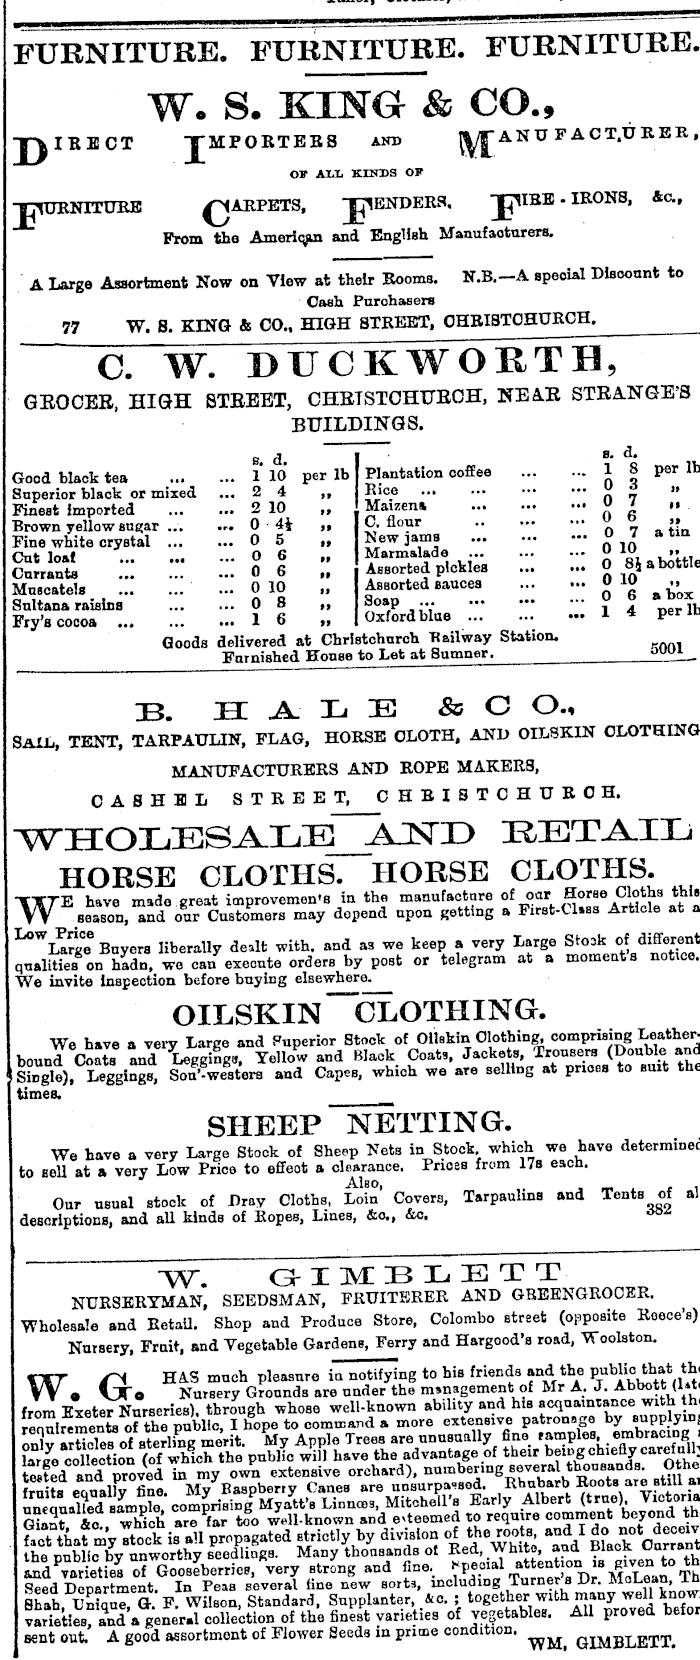 FURNITURE. FURNITURE. FURNITURE.
W. S. KING & CO.,
DIRECT IMPORTERS AND MANUFACTURER,
OF ALL KINDS OF
FURNITURE CARPETS, FENDERS, FIRE-IRONS, &c.,
From the American and English Manufacturers.
A Large Assortment Now on View at their Rooms. N.B.—A special Discount to
Cash Purchasers
77 W. S. KING & CO., HIGH STREET, CHRISTCHURCH.
C. W. DUCKWORTH,
GROCER, HIGH STREET, CHRISTCHURCH, NEAR STRANGE'S
BUILDINGS.
s. d.
Good black tea ... ... 1 10 per lb
Superior black or mixed ... 2 4 „
Finest imported ... ... 2 10 „
Brown yellow sugar ... ... 0 4½ „
Fine white crystal ... ... 0 5 „
Cut loaf ... ... ... 0 6 „
Currants ... ... ... 0 6 „
Muscatels ... ... 0 10 „
Sultana raisins ... ... 0 8 „
Fry's cocoa ... ... ... 1 6 „
s. d.
Plantation coffee ... ... 1 8 per lb
Rice ... ... ... ... 0 3 „
Maizena ... ... ... 0 7 „
C. flour .. ... ... 0 6 „
New jams ... ... ... 0 7 a tin
Marmalade ... ... ... 0 10 „
Assorted pickles ... ... 0 8½ a bottle
Assorted sauces ... ... 0 10 „
Soap ... ... ... ... 0 6 a box
Oxford blue ... ... ... 1 4 per lb
Goods delivered at Christchurch Railway Station.
Furnished House to Let at Sumner. 5001
B. HALE & CO.,
SAIL, TENT, TARPAULIN, FLAG, HORSE CLOTH, AND OILSKIN CLOTHING
MANUFACTURERS AND ROPE MAKERS,
CASHEL STREET, CHRISTCHURCH.
WHOLESALE AND RETAIL
HORSE CLOTHS. HORSE CLOTHS.
WE have made great improvements in the manufacture of our Horse Cloths this
season, and our Customers may depend upon getting a First-Class Article at a
Low Price
Large Buyers liberally dealt with, and as we keep a very Large Stock of different
qualities on hadn, we can execute orders by post or telegram at a moment's notice.
We invite inspection before buying elsewhere.
OILSKIN CLOTHING.
We have a very Large and Superior Stock of Oilskin Clothing, comprising Leather-
bound Coats and Leggings, Yellow and Black Coats, Jackets, Trousers (Double and
Single), Leggings, Sou'-westers and Capes, which we are selling at prices to suit the
times.
SHEEP NETTING.
We have a very Large Stock of Sheep Nets in Stock, which we have determined
to sell at a very Low Price to effect a clearance. Prices from 17s each.
Also,
Our usual stock of Dray Cloths, Loin Covers, Tarpaulins and Tents of al
descriptions, and all kinds of Ropes, Lines, &c., &c. 382
W. GIMBLETT
NURSERYMAN, SEEDSMAN, FRUITERER AND GREENGROCER.
Wholesale and Retail. Shop and Produce Store, Colombo street (opposite Reece's)
Nursery, Fruit, and Vegetable Gardens, Ferry and Hargood's road, Woolston.
W. G. HAS much pleasure in notifying to his friends and the public that the
Nursery Grounds are under the management of Mr A. J. Abbott (late
from Exeter Nurseries), through whose well-known ability and his acquaintance with the
requirements of the public, I hope to command a more extensive patronage by supplying
only articles of sterling merit. My Apple Trees are unusually fine samples, embracing a
large collection (of which the public will have the advantage of their being chiefly carefully
tested and proved in my own extensive orchard), numbering several thousands. Othe
fruits equally fine. My Raspberry Canes are unsurpassed. Rhubarb Roots are still an
unequalled sample, comprising Myatt's Linnœs, Mitchell's Early Albert (true), Victoria
Giant, &c., which are far too well-known and esteemed to require comment beyond th
fact that my stock is all propagated strictly by division of the roots, and I do not deceiv
the public by unworthy seedlings. Many thousands of Red, White, and Black Currant
and varieties of Gooseberries, very strong and fine. Special attention is given to th
Seed Department. In Peas several fine new sorts, including Turner's Dr. McLean, Th
Shah, Unique, G. F. Wilson, Standard, Supplanter, &c.; together with many well know
varieties, and a general collection of the finest varieties of vegetables. All proved befor
sent out. A good assortment of Flower Seeds in prime condition.
WM, GIMBLETT.